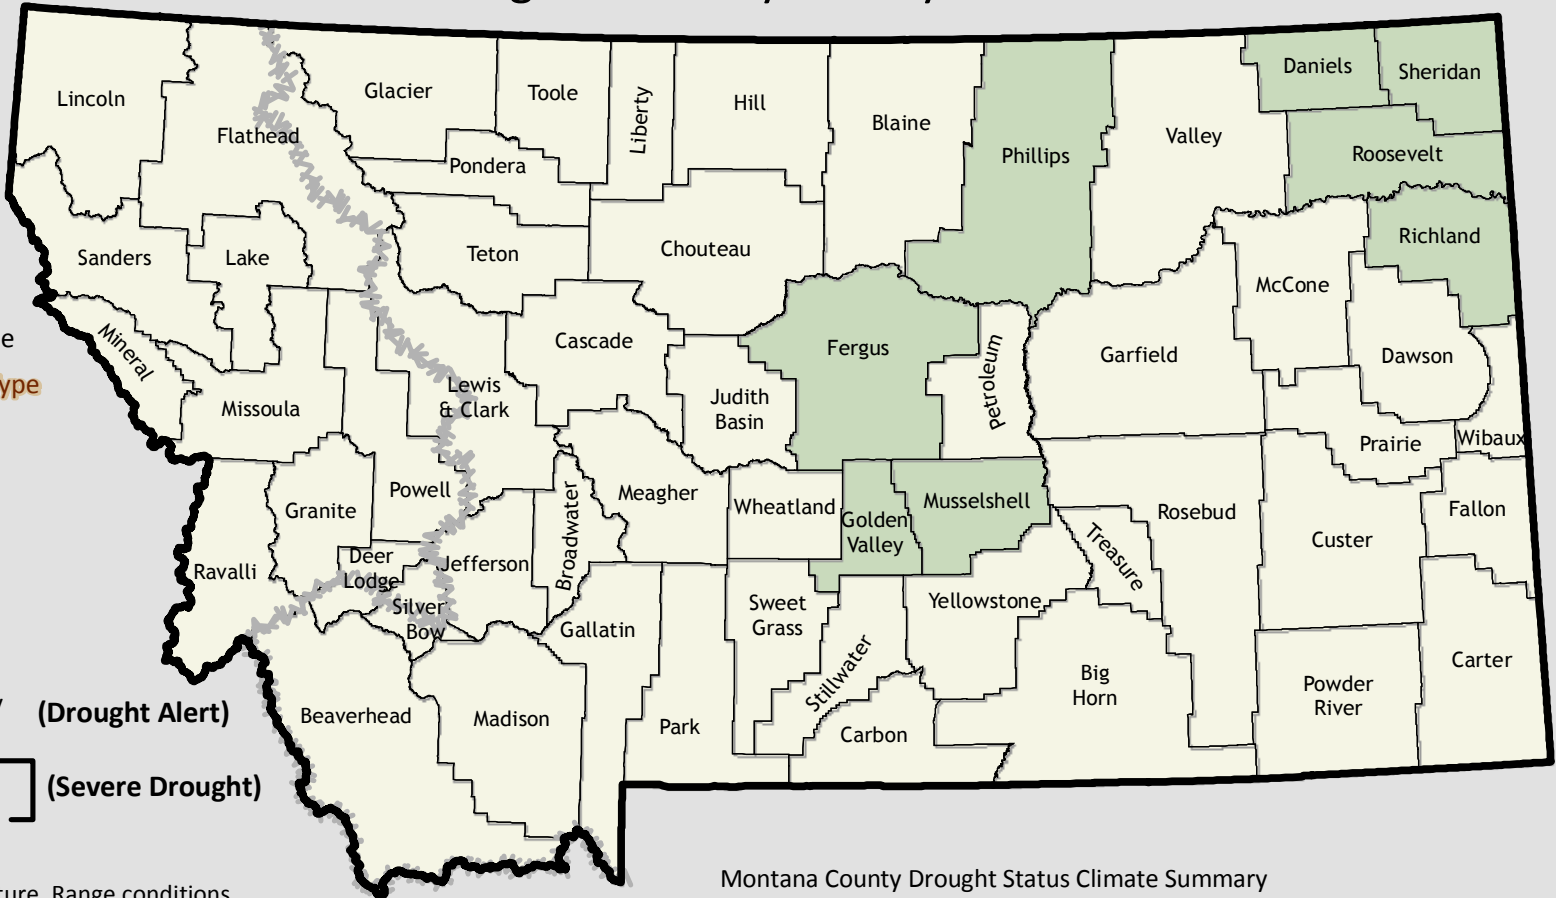 Daniels
Sheridan
Lincoln
Glacier
Toole
Liberty
Hill
Blaine
Flathead
Pondera
Phillips
Valley
Roosevelt
Sanders
Lake
Teton
Chouteau
Richland
McCone
Mineral
Cascade
Fergus
Petroleum
Garfield
Dawson
Missoula
Lewis
& Clark
Judith
Basin
Prairie
Wibaux
Powell
Granite
Broadwater
Meagher
Wheatland
Golden
Valley
Musselshell
Treasure
Rosebud
Custer
Fallon
Ravalli
Deer
Lodge
Jefferson
Silver
Bow
Gallatin
Sweet
Grass
Stillwater
Yellowstone
Beaverhead
Madison
Park
Carbon
Big
Horn
Powder
River
Carter
(Drought Alert)
(Severe Drought)
Range conditions
Montana County Drought Status Climate Summary